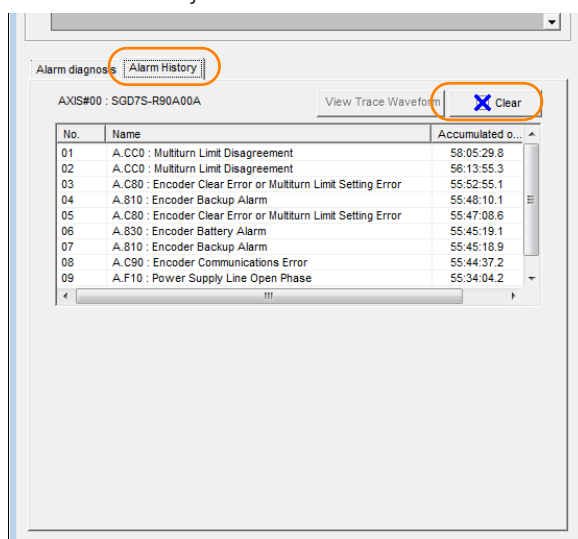 Alarm diagnosis Alarm History
AXIS#00 : SGD7S-R90A00A View Trace Waveform Clear
No. Name Accumulated o...
01 A.CC0 : Multiturn Limit Disagreement 58:05:29.8
02 A.CC0 : Multiturn Limit Disagreement 56:13:55.3
03 A.C80 : Encoder Clear Error or Multiturn Limit Setting Error 55:52:55.1
04 A.810 : Encoder Backup Alarm 55:48:10.1
05 A.C80 : Encoder Clear Error or Multiturn Limit Setting Error 55:47:08.6
06 A.830 : Encoder Battery Alarm 55:45:19.1
07 A.810 : Encoder Backup Alarm 55:45:18.9
08 A.C90 : Encoder Communications Error 55:44:37.2
09 A.F10 : Power Supply Line Open Phase 55:34:04.2